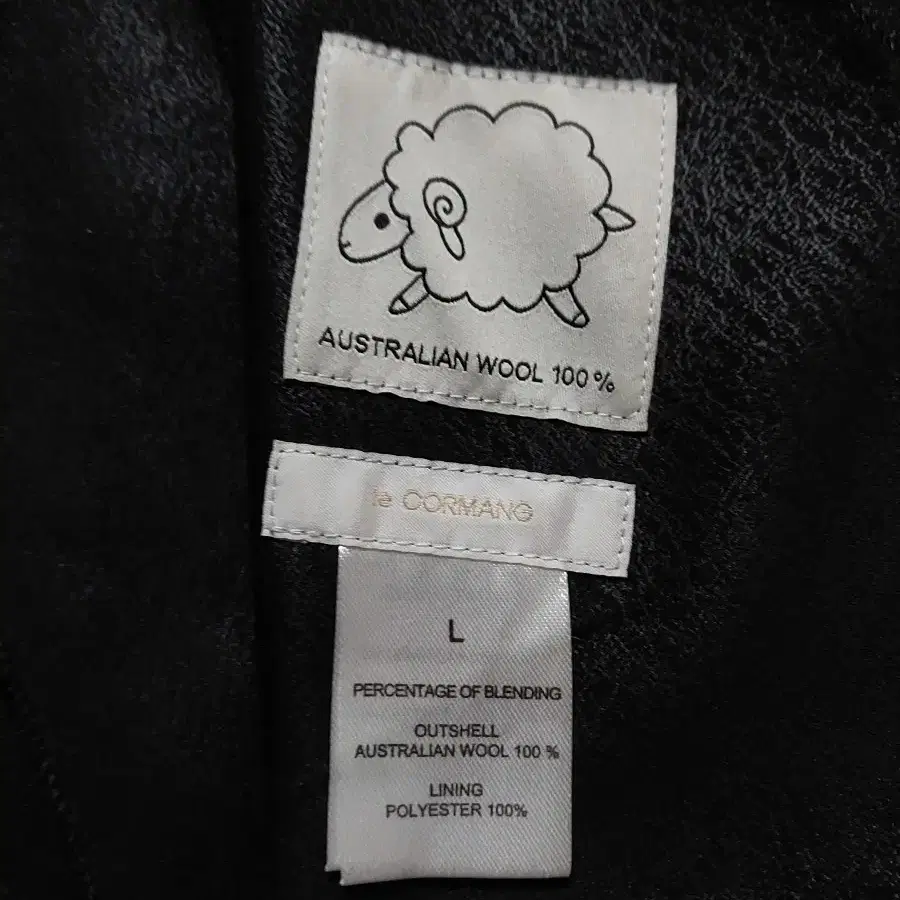 AUSTRALIAN WOOL 100%
le CORMANG
L
PERCENTAGE OF BLENDING
OUTSHELL
AUSTRALIAN WOOL 100 %
LINING
POLYESTER 100%